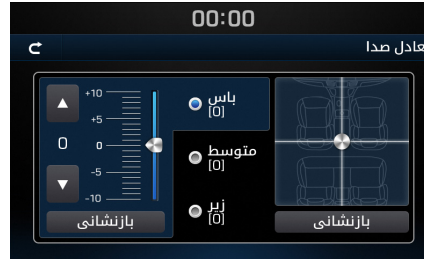 00:00
عادل صدا
باس
[0]
متوسط
[0]
زیر
[0]
+10
+5
0
-5
-10
0
بازنشانی
بازنشانی